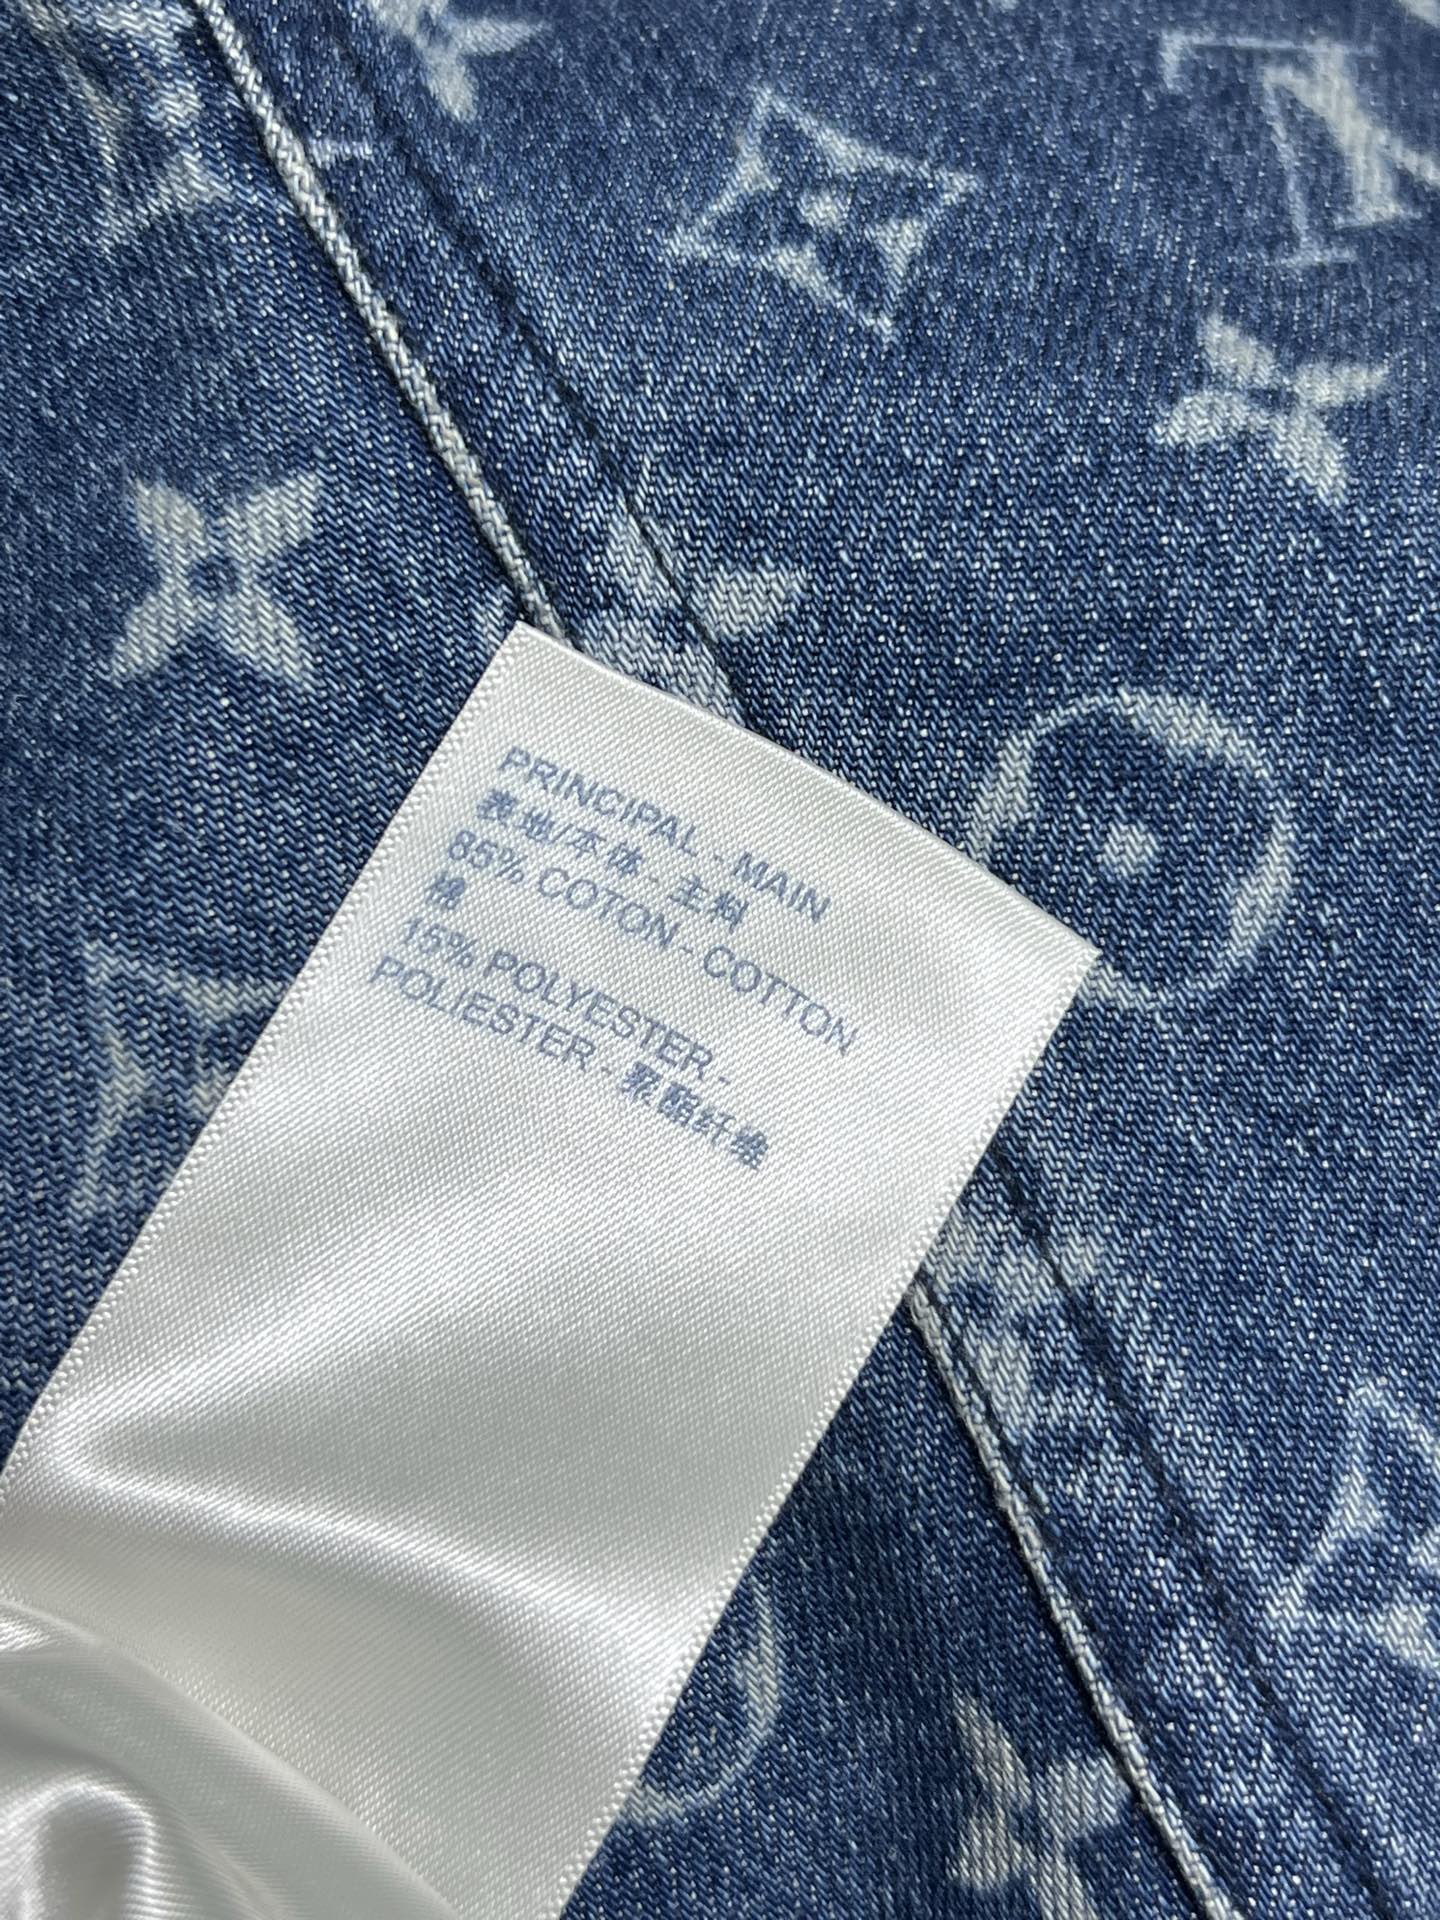 PRINCIPAL - MAIN
表地/本体 - 主料
85% COTON - COTTON
棉
15% POLYESTER -
POLIESTER - 聚酯纤维